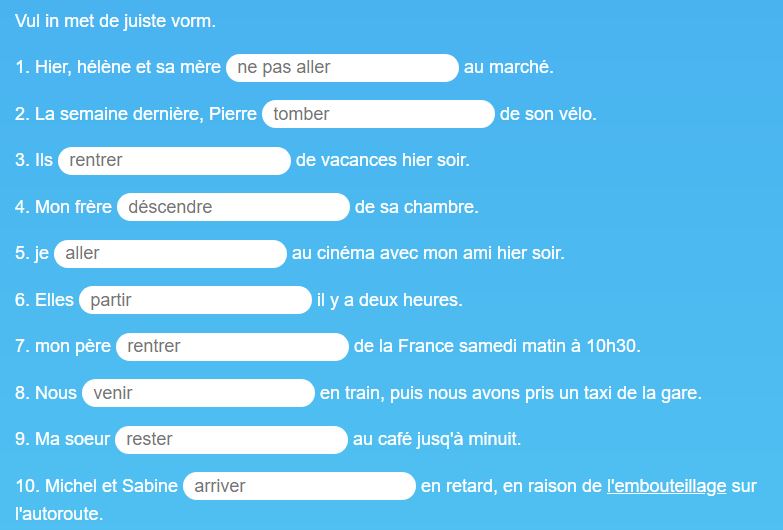 Vul in met de juiste vorm.
1. Hier, hélène et sa mère ne pas aller au marché.
2. La semaine dernière, Pierre tomber de son vélo.
3. Ils rentrer de vacances hier soir.
4. Mon frère déscendre de sa chambre.
5. je aller au cinéma avec mon ami hier soir.
6. Elles partir il y a deux heures.
7. mon père rentrer de la France samedi matin à 10h30.
8. Nous venir en train, puis nous avons pris un taxi de la gare.
9. Ma soeur rester au café jusq'à minuit.
10. Michel et Sabine arriver en retard, en raison de l'embouteillage sur
l'autoroute.